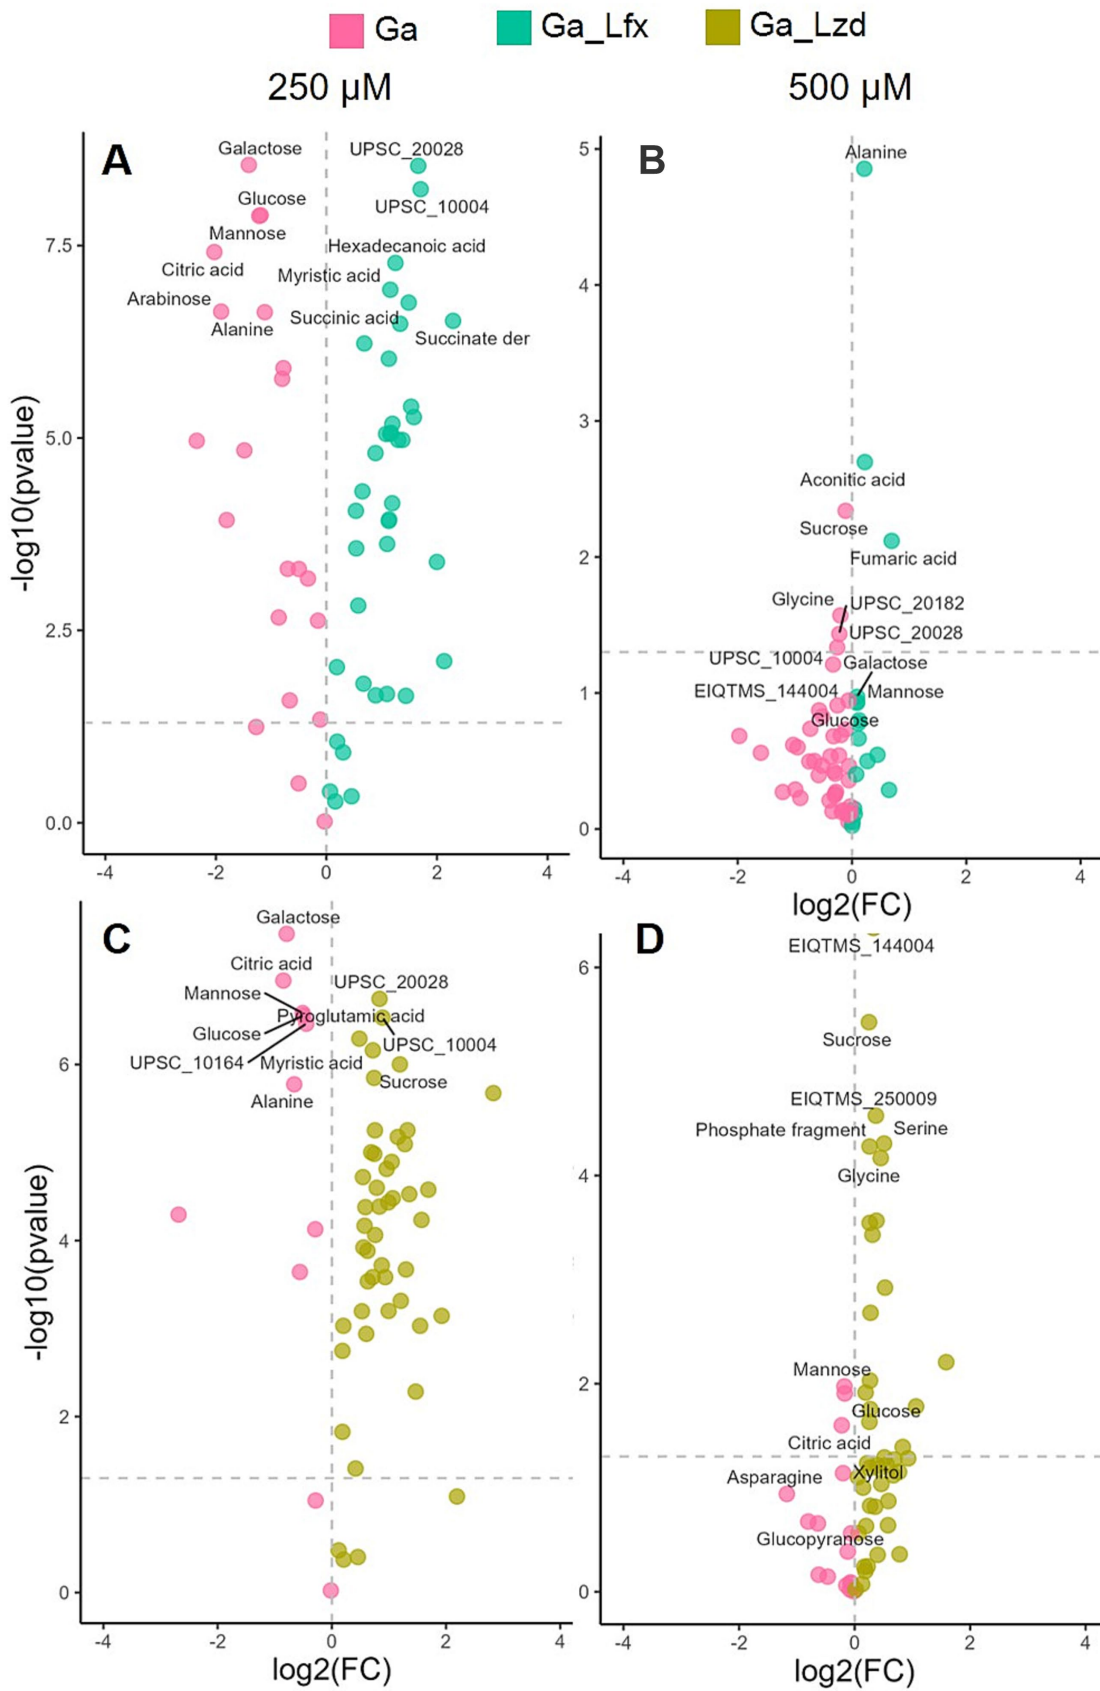 Ga
Ga_Lfx
Ga_Lzd
250 µM
500 µM
A
Galactose
UPSC_20028
Glucose
UPSC_10004
Mannose
Hexadecanoic acid
Citric acid
Myristic acid
Arabinose
Succinic acid
Alanine
Succinate der
-log10(pvalue)
7.5
5.0
2.5
0.0
-4
-2
0
2
4
B
Alanine
Aconitic acid
Sucrose
Fumaric acid
Glycine
UPSC_20182
UPSC_20028
UPSC_10004
Galactose
EIQTMS_144004
Mannose
Glucose
5
4
3
2
1
0
-4
-2
0
2
4
log2(FC)
C
Galactose
Citric acid
UPSC_20028
Mannose
Pyroglutamic acid
Glucose
UPSC_10004
UPSC_10164
Myristic acid
Sucrose
Alanine
-log10(pvalue)
6
4
2
0
-4
-2
0
2
4
log2(FC)
D
EIQTMS_144004
Sucrose
EIQTMS_250009
Phosphate fragment
Serine
Glycine
Mannose
Glucose
Citric acid
Xylitol
Asparagine
Glucopyranose
6
4
2
0
-4
-2
0
2
4
log2(FC)